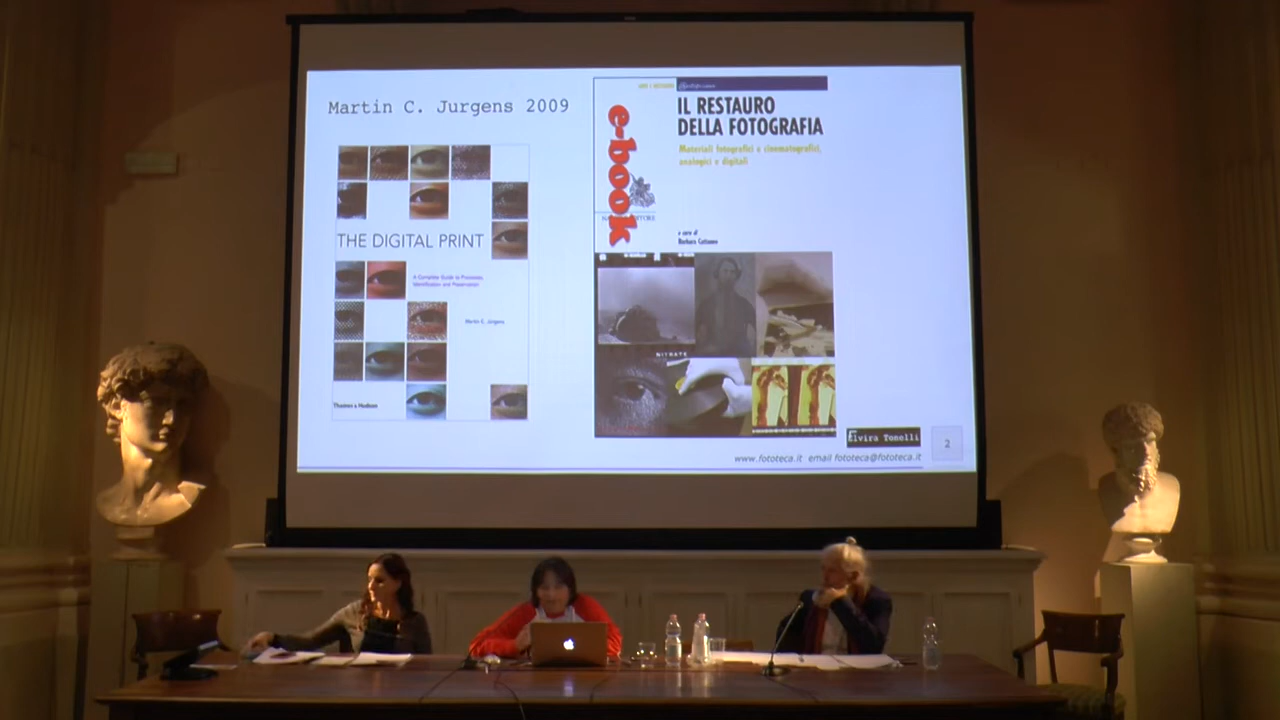 Martin C. Jurgens 2009
THE DIGITAL PRINT
A Complete Guide to Processes,
Identification and Preservation
Martin C. Jürgens
Thames & Hudson
e-book
IL RESTAURO
DELLA FOTOGRAFIA
Materiali fotografici e cinematografici,
analogici e digitali
a cura di
Barbara Cattaneo
NITRATE
Elvira Tonelli
2
www.fototeca.it email fototeca@fototeca.it